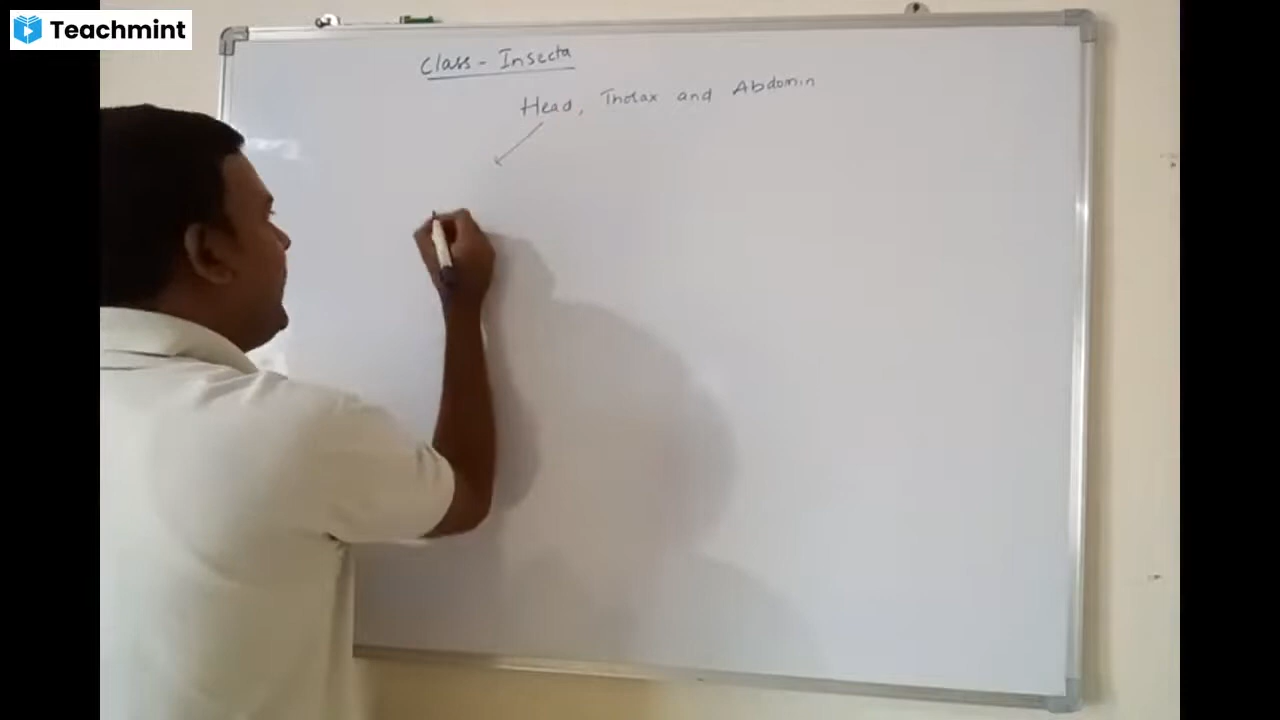 Teachmint
Class - Insecta
Head, Thorax and Abdomin